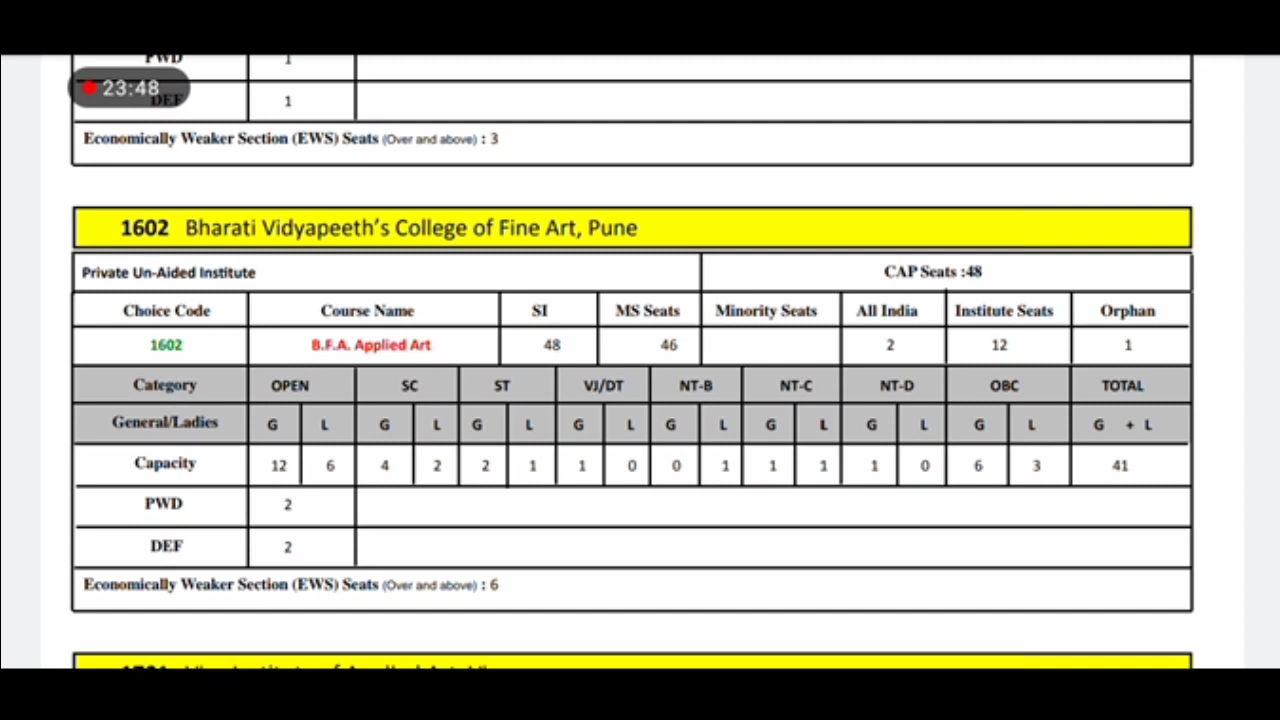 PWD 1
23:48
DEF 1
Economically Weaker Section (EWS) Seats (Over and above) : 3
1602 Bharati Vidyapeeth's College of Fine Art, Pune
Private Un-Aided Institute CAP Seats :48
Choice Code Course Name SI MS Seats Minority Seats All India Institute Seats Orphan
1602 B.F.A. Applied Art 48 46 2 12 1
Category OPEN SC ST VJ/DT NT-B NT-C NT-D OBC TOTAL
General/Ladies G L G L G L G L G L G L G L G L G + L
Capacity 12 6 4 2 2 1 1 0 0 1 1 1 1 0 6 3 41
PWD 2
DEF 2
Economically Weaker Section (EWS) Seats (Over and above) : 6